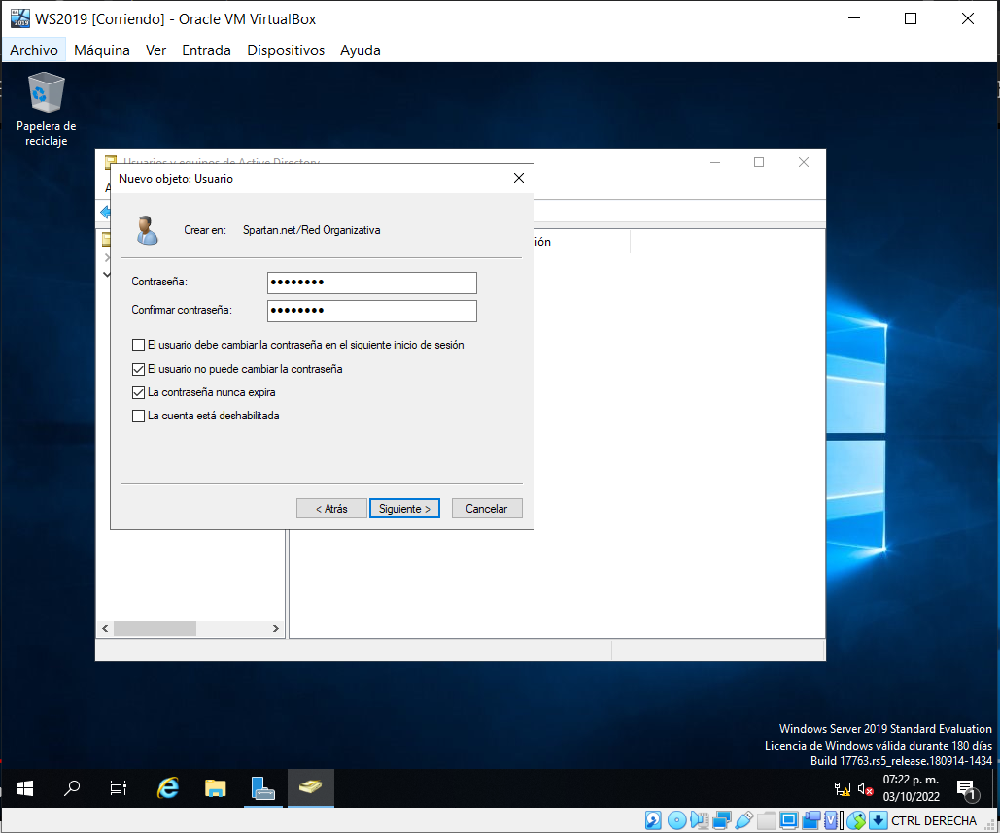 WS2019 [Corriendo] - Oracle VM VirtualBox
Archivo Máquina Ver Entrada Dispositivos Ayuda
Papelera de
reciclaje
Usuarios y equipos de Active Directory
Nuevo objeto: Usuario
Crear en: Spartan.net/Red Organizativa
ión
Contraseña:
Confirmar contraseña:
El usuario debe cambiar la contraseña en el siguiente inicio de sesión
El usuario no puede cambiar la contraseña
La contraseña nunca expira
La cuenta está deshabilitada
< Atrás Siguiente > Cancelar
Windows Server 2019 Standard Evaluation
Licencia de Windows válida durante 180 días
Build 17763.rs5_release.180914-1434
07:22 p. m.
03/10/2022
1
CTRL DERECHA